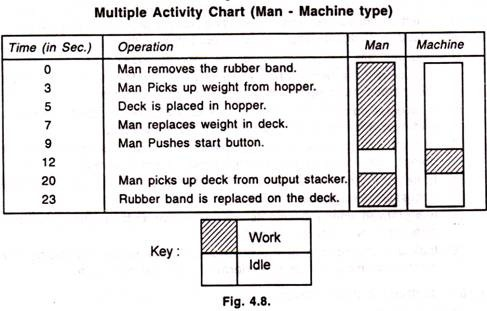 Multiple Activity Chart (Man - Machine type)
Time (in Sec.) Operation Man Machine
0 Man removes the rubber band.
3 Man Picks up weight from hopper.
5 Deck is placed in hopper.
7 Man replaces weight in deck.
9 Man Pushes start button.
12
20 Man picks up deck from output stacker.
23 Rubber band is replaced on the deck.
Key : Work
Idle
Fig. 4.8.